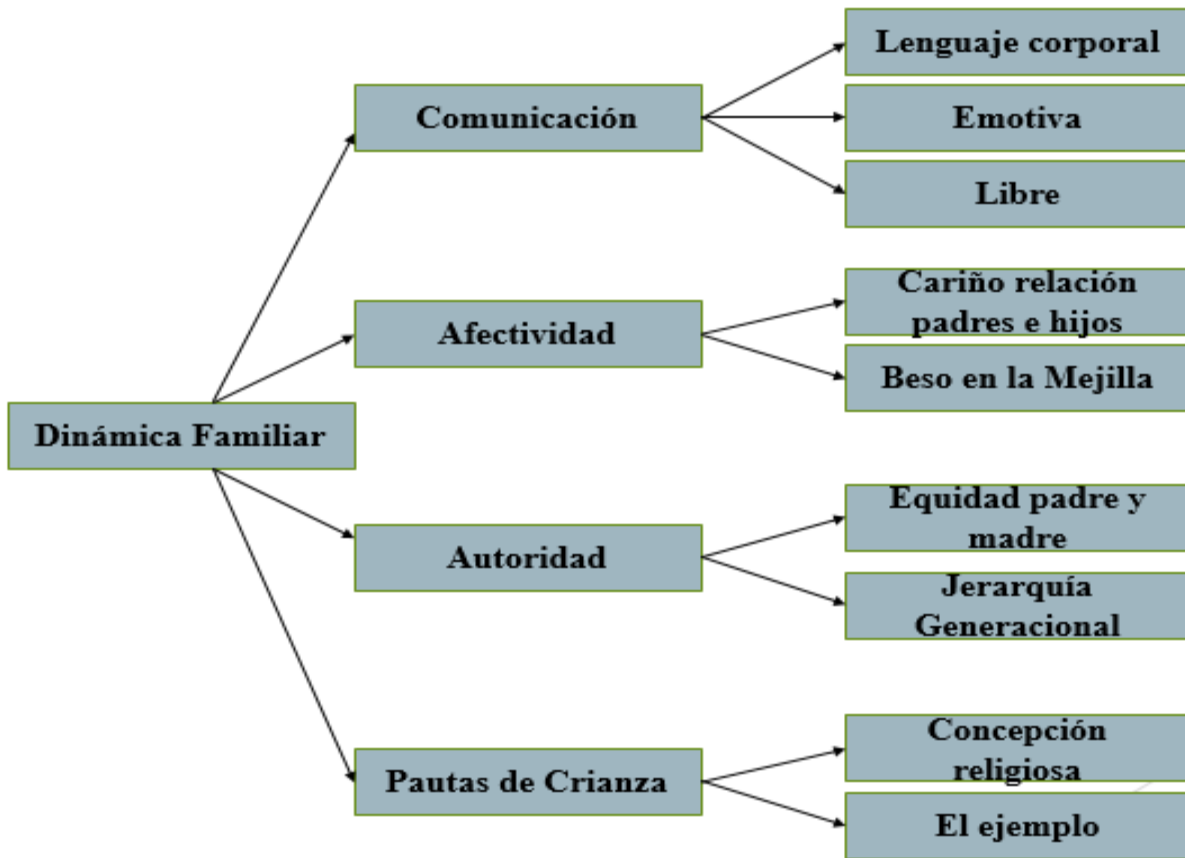 Lenguaje corporal
Comunicación
Emotiva
Libre
Cariño relación
padres e hijos
Afectividad
Beso en la Mejilla
Dinámica Familiar
Equidad padre y
madre
Autoridad
Jerarquía
Generacional
Concepción
religiosa
Pautas de Crianza
El ejemplo